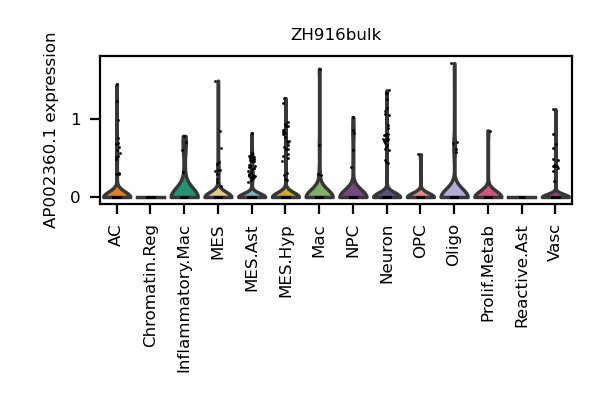 ZH916bulk
AP002360.1 expression
1
0
AC
Chromatin.Reg
Inflammatory.Mac
MES
MES.Ast
MES.Hyp
Mac
NPC
Neuron
OPC
Oligo
Prolif.Metab
Reactive.Ast
Vasc